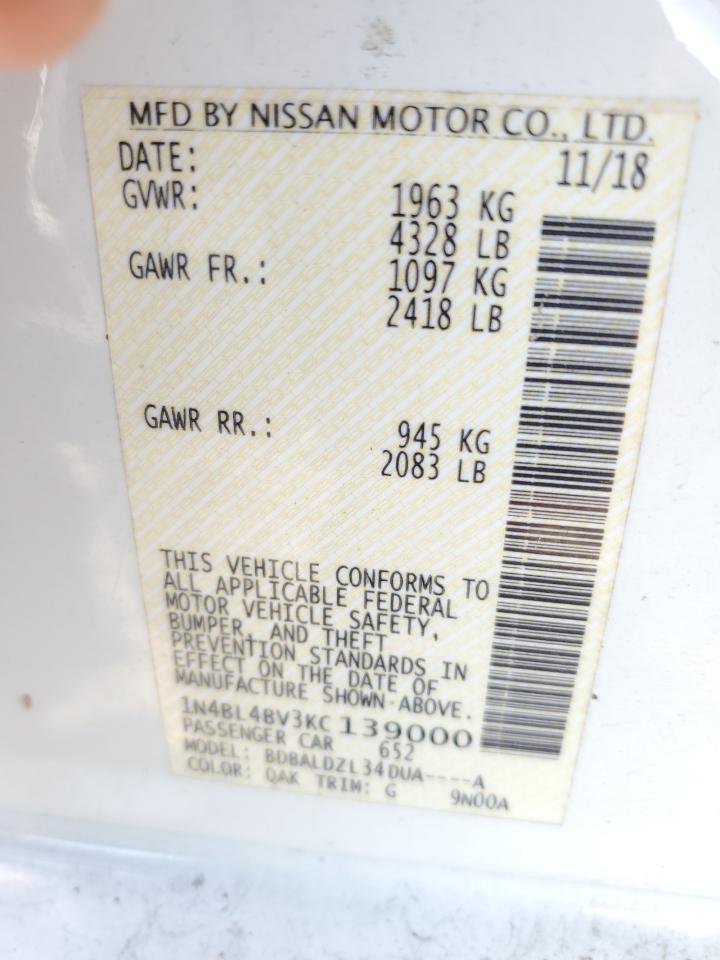 MFD BY NISSAN MOTOR CO., LTD.
DATE: 11/18
GVWR: 1963 KG
4328 LB
GAWR FR.: 1097 KG
2418 LB
GAWR RR.: 945 KG
2083 LB
THIS VEHICLE CONFORMS TO
ALL APPLICABLE FEDERAL
MOTOR VEHICLE SAFETY,
BUMPER, AND THEFT
PREVENTION STANDARDS IN
EFFECT ON THE DATE OF
MANUFACTURE SHOWN ABOVE.
1N4BL4BV3KC 139000
PASSENGER CAR 652
MODEL: BDBALDZL34DUA----A
COLOR: QAK TRIM: G 9N00A